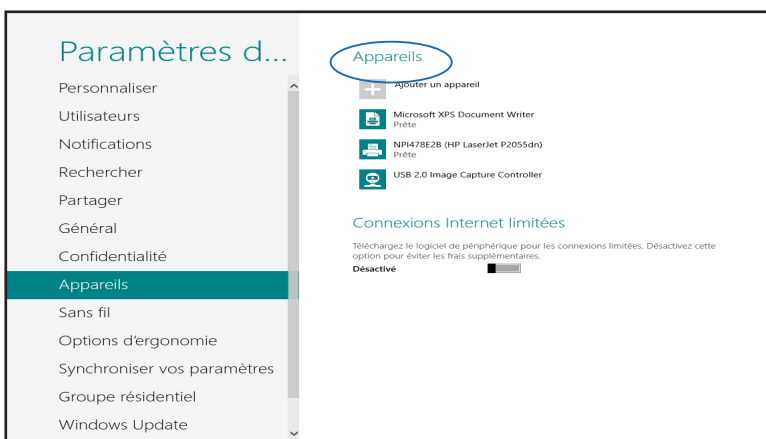 Paramètres d...
Personnaliser
Utilisateurs
Notifications
Rechercher
Partager
Général
Confidentialité
Appareils
Sans fil
Options d'ergonomie
Synchroniser vos paramètres
Groupe résidentiel
Windows Update
Appareils
Ajouter un appareil
Microsoft XPS Document Writer
Prête
NPI478E2B (HP LaserJet P2055dn)
Prête
USB 2.0 Image Capture Controller
Connexions Internet limitées
Téléchargez le logiciel de périphérique pour les connexions limitées. Désactivez cette
option pour éviter les frais supplémentaires.
Désactivé